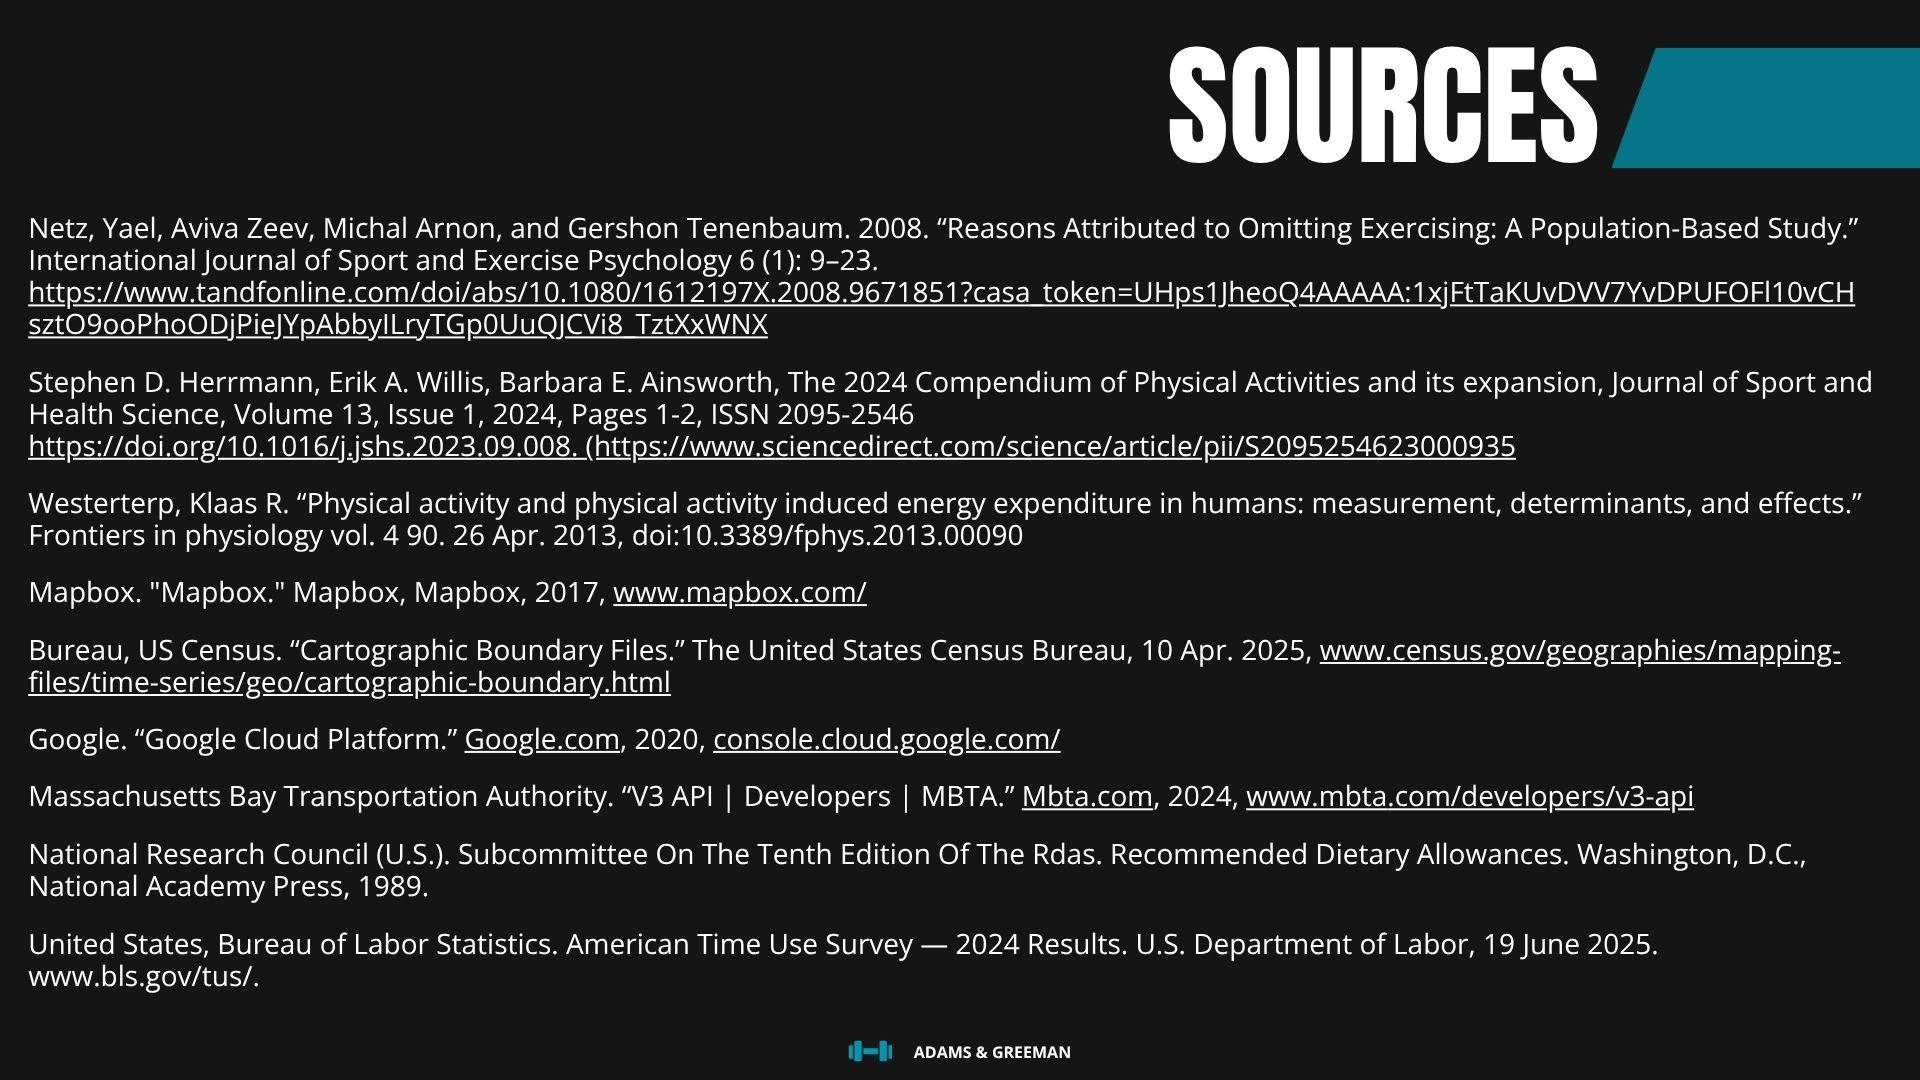 SOURCES
Netz, Yael, Aviva Zeev, Michal Arnon, and Gershon Tenenbaum. 2008. “Reasons Attributed to Omitting Exercising: A Population-Based Study.”
International Journal of Sport and Exercise Psychology 6 (1): 9–23.
https://www.tandfonline.com/doi/abs/10.1080/1612197X.2008.9671851?casa_token=UHps1JheoQ4AAAAA:1xjFtTaKUvDVV7YvDPUFOFl10vCH
sztO9ooPhoODjPieJYpAbbyILryTGp0UuQJCVi8_TztXxWNX
Stephen D. Herrmann, Erik A. Willis, Barbara E. Ainsworth, The 2024 Compendium of Physical Activities and its expansion, Journal of Sport and
Health Science, Volume 13, Issue 1, 2024, Pages 1-2, ISSN 2095-2546
https://doi.org/10.1016/j.jshs.2023.09.008. (https://www.sciencedirect.com/science/article/pii/S2095254623000935
Westerterp, Klaas R. “Physical activity and physical activity induced energy expenditure in humans: measurement, determinants, and effects.”
Frontiers in physiology vol. 4 90. 26 Apr. 2013, doi:10.3389/fphys.2013.00090
Mapbox. "Mapbox." Mapbox, Mapbox, 2017, www.mapbox.com/
Bureau, US Census. “Cartographic Boundary Files.” The United States Census Bureau, 10 Apr. 2025, www.census.gov/geographies/mapping-
files/time-series/geo/cartographic-boundary.html
Google. “Google Cloud Platform.” Google.com, 2020, console.cloud.google.com/
Massachusetts Bay Transportation Authority. “V3 API | Developers | MBTA.” Mbta.com, 2024, www.mbta.com/developers/v3-api
National Research Council (U.S.). Subcommittee On The Tenth Edition Of The Rdas. Recommended Dietary Allowances. Washington, D.C.,
National Academy Press, 1989.
United States, Bureau of Labor Statistics. American Time Use Survey — 2024 Results. U.S. Department of Labor, 19 June 2025.
www.bls.gov/tus/.
ADAMS & GREEMAN